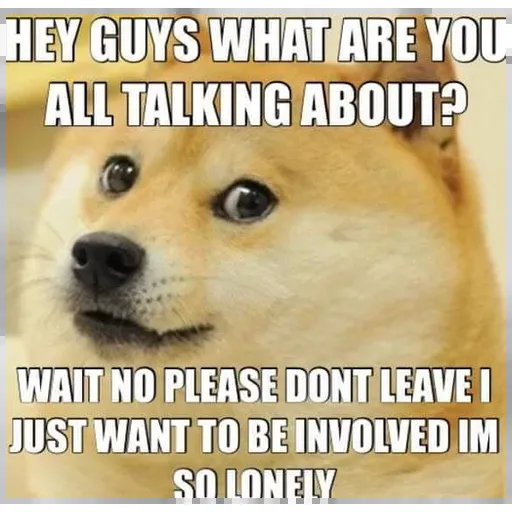 HEY GUYS WHAT ARE YOU
ALL TALKING ABOUT?
WAIT NO PLEASE DONT LEAVE I
JUST WANT TO BE INVOLVED IM
SO LONELY